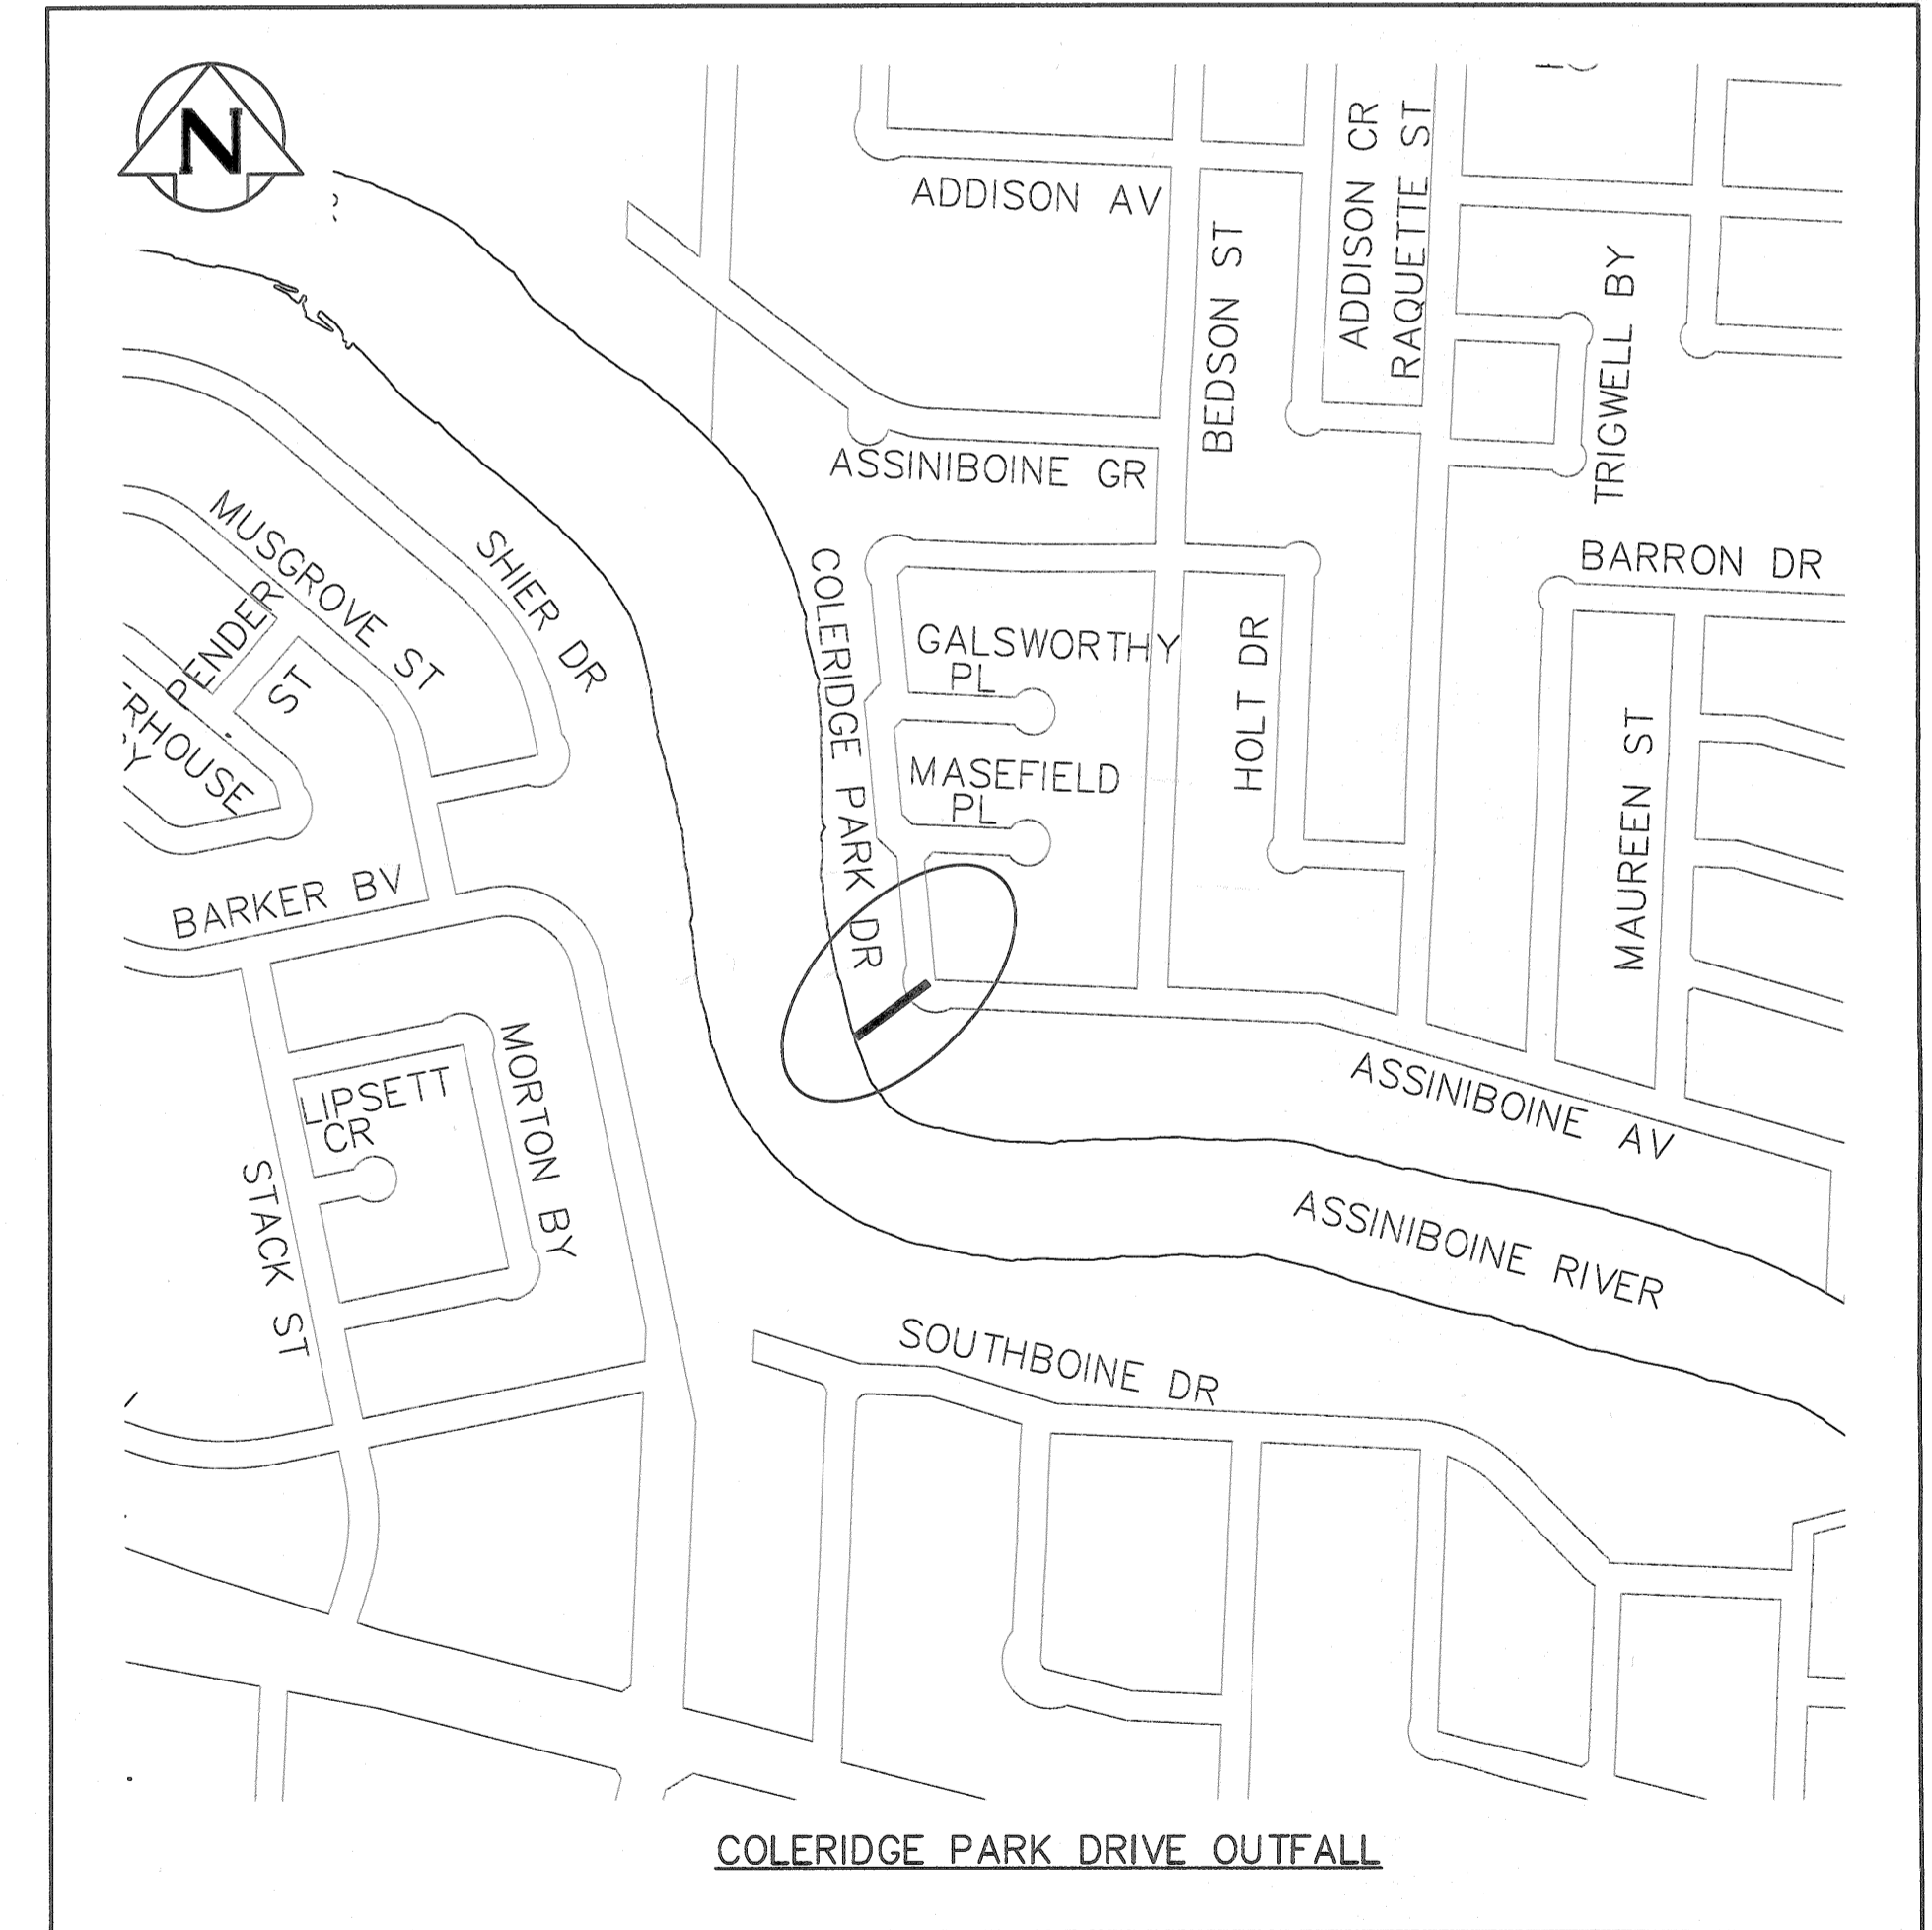 N
ADDISON AV
BEDSON ST
ADDISON CR
RAQUETTE ST
TRIGWELL BY
ASSINIBOINE GR
BARRON DR
MUSGROVE ST
SHIER DR
PENDER
ST
COLERIDGE PARK DR
GALSWORTHY
PL
HOLT DR
MASEFIELD
PL
MAUREEN ST
ERHOUSE
BARKER BV
LIPSETT
CR
MORTON BY
STACK ST
ASSINIBOINE AV
ASSINIBOINE RIVER
SOUTHBOINE DR
COLERIDGE PARK DRIVE OUTFALL